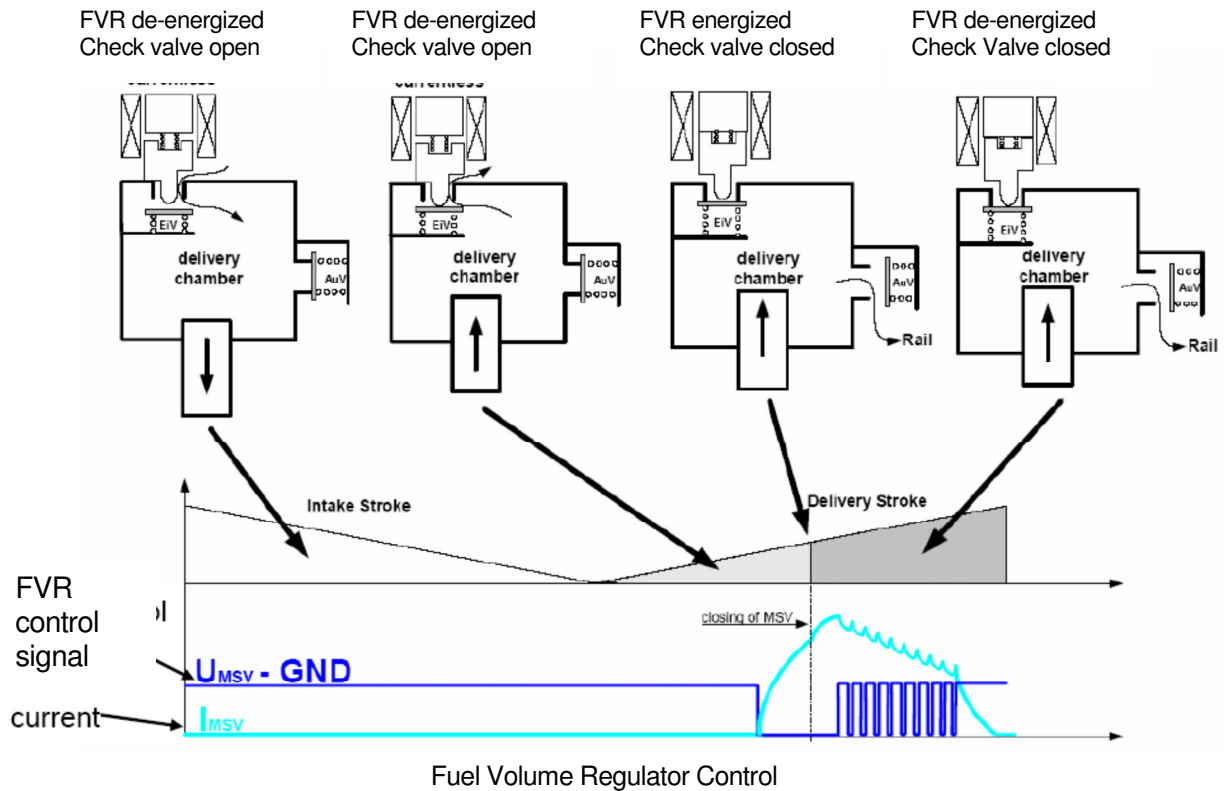 FVR de-energized
Check valve open
FVR de-energized
Check valve open
FVR energized
Check valve closed
FVR de-energized
Check Valve closed
currentless
EiV
delivery
chamber
AuV
EiV
delivery
chamber
AuV
EiV
delivery
chamber
AuV
Rail
EiV
delivery
chamber
AuV
Rail
Intake Stroke
Delivery Stroke
FVR
control
signal
closing of MSV
UMSV - GND
current
IMSV
Fuel Volume Regulator Control